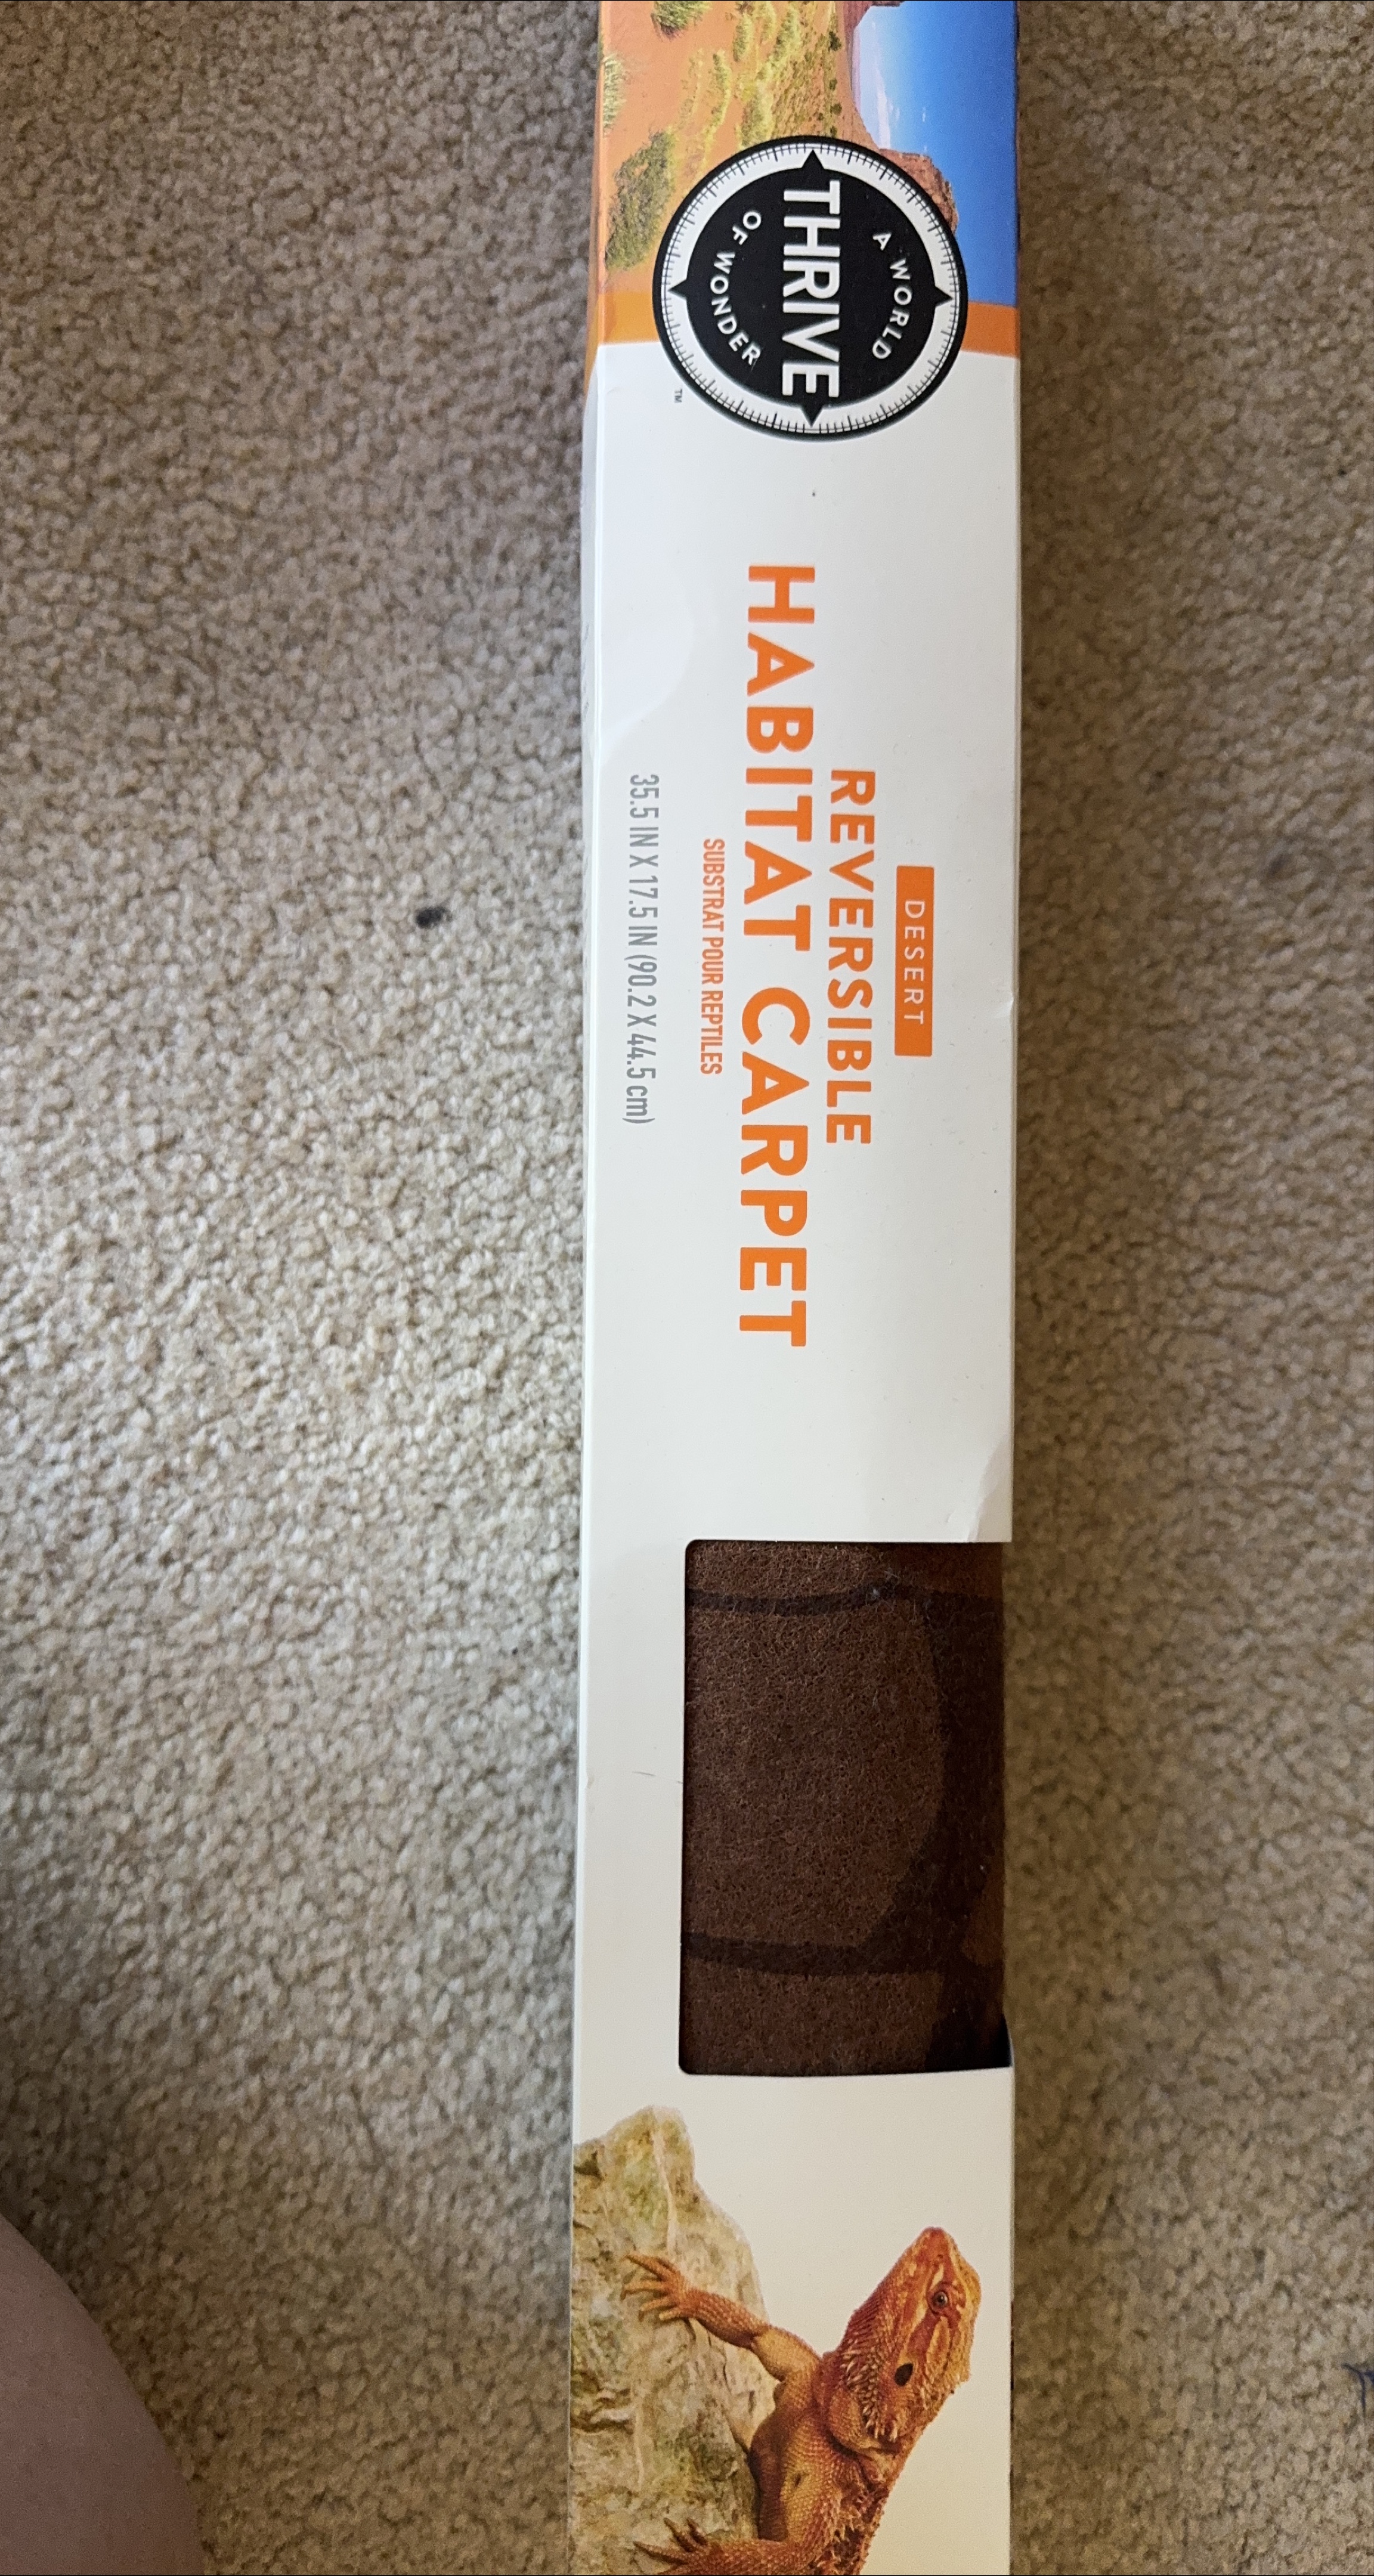 A WORLD
THRIVE
OF WONDER
TM
DESERT
REVERSIBLE
HABITAT CARPET
SUBSTRAT POUR REPTILES
35.5 IN X 17.5 IN (90.2 X 44.5 cm)